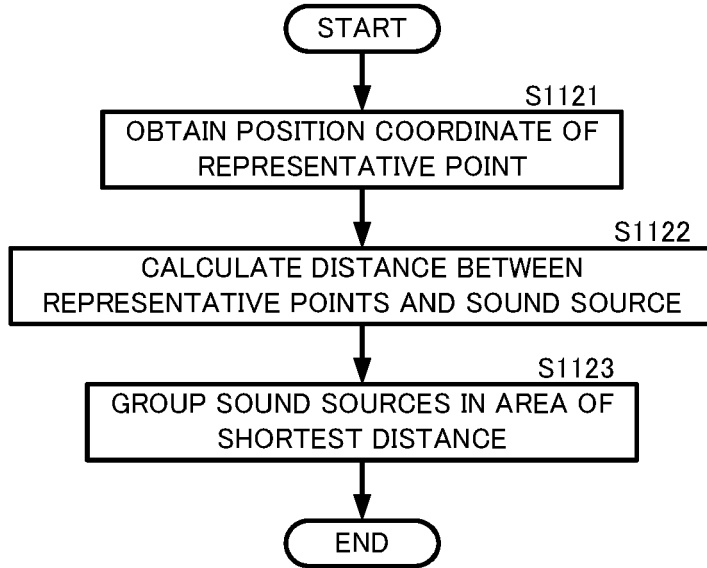 START
S1121
OBTAIN POSITION COORDINATE OF
REPRESENTATIVE POINT
S1122
CALCULATE DISTANCE BETWEEN
REPRESENTATIVE POINTS AND SOUND SOURCE
S1123
GROUP SOUND SOURCES IN AREA OF
SHORTEST DISTANCE
END